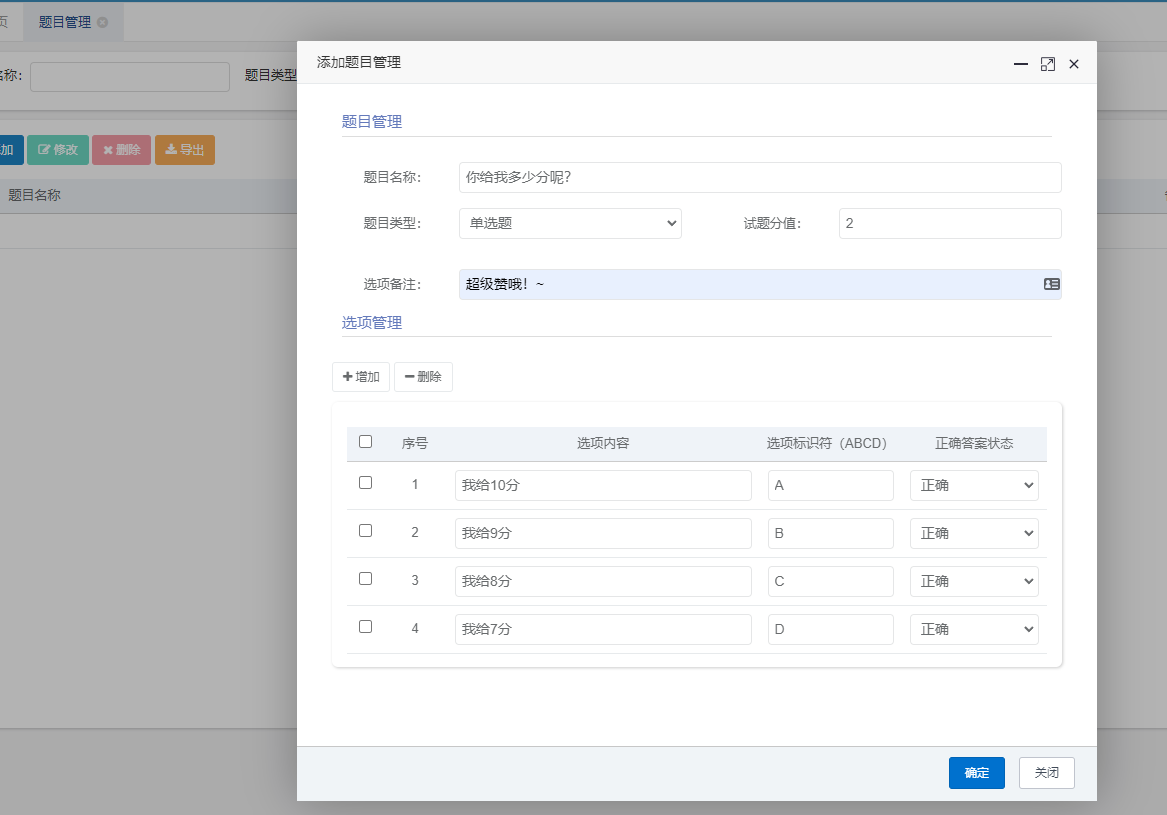 页 题目管理
添加题目管理
名称： 题目类型
题目管理
加 修改 删除 导出
题目名称： 你给我多少分呢?
题目名称
题目类型： 单选题 试题分值： 2
选项备注： 超级赞哦！~
选项管理
增加 删除
序号 选项内容 选项标识符（ABCD） 正确答案状态
1 我给10分 A 正确
2 我给9分 B 正确
3 我给8分 C 正确
4 我给7分 D 正确
确定 关闭